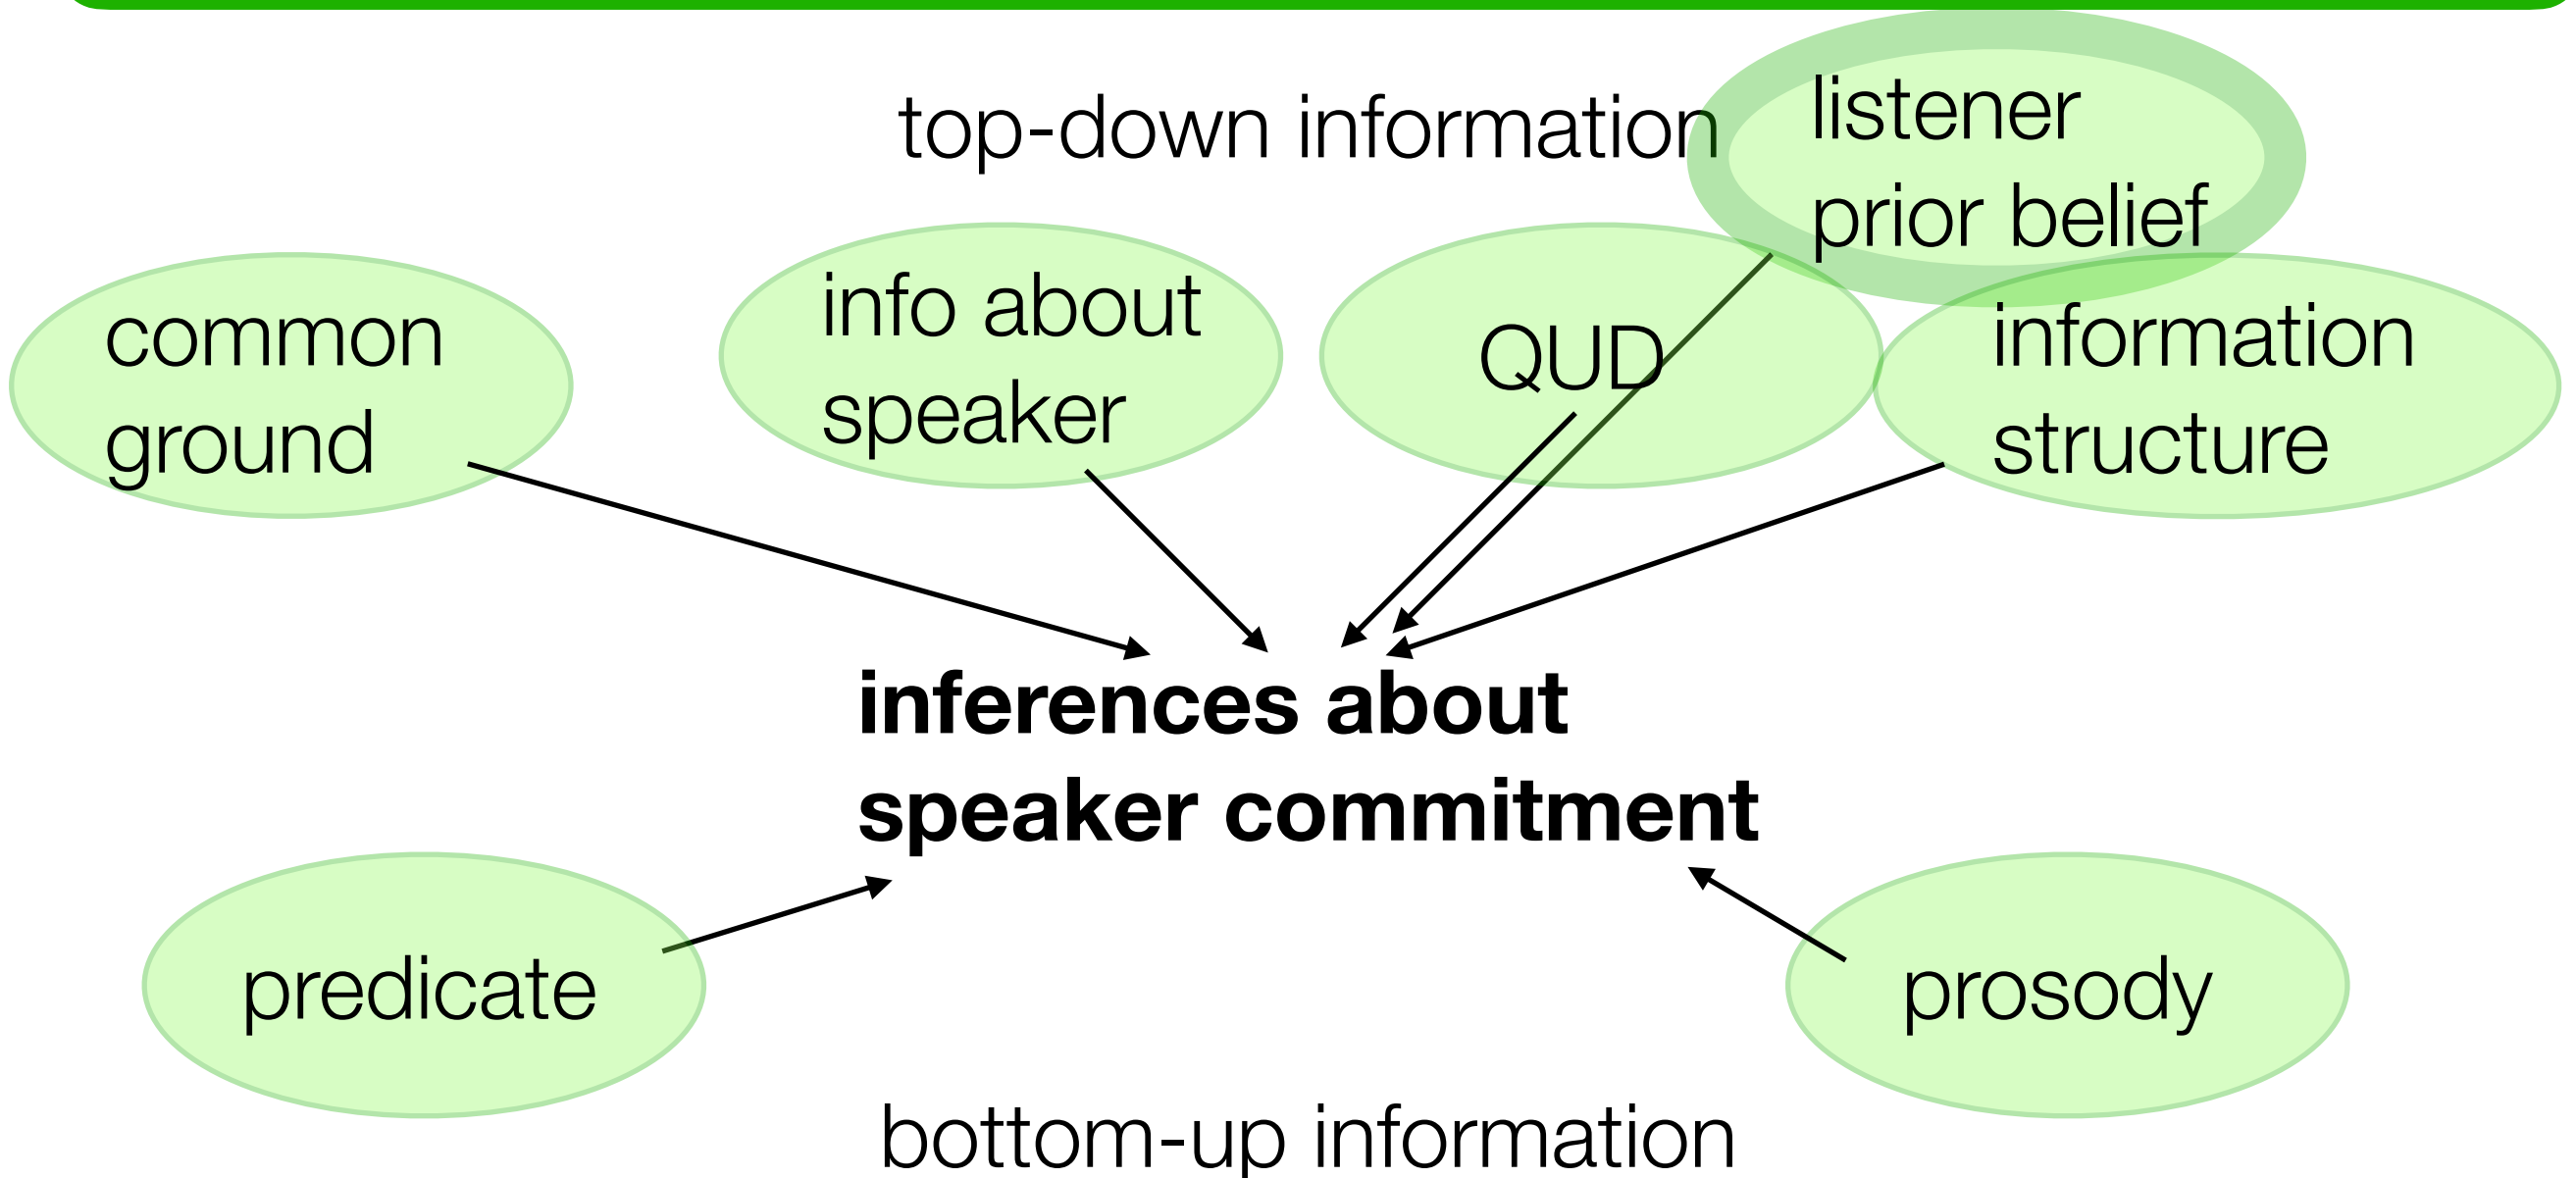 top-down information
listener
prior belief
common
ground
info about
speaker
QUD
information
structure
inferences about
speaker commitment
predicate
prosody
bottom-up information